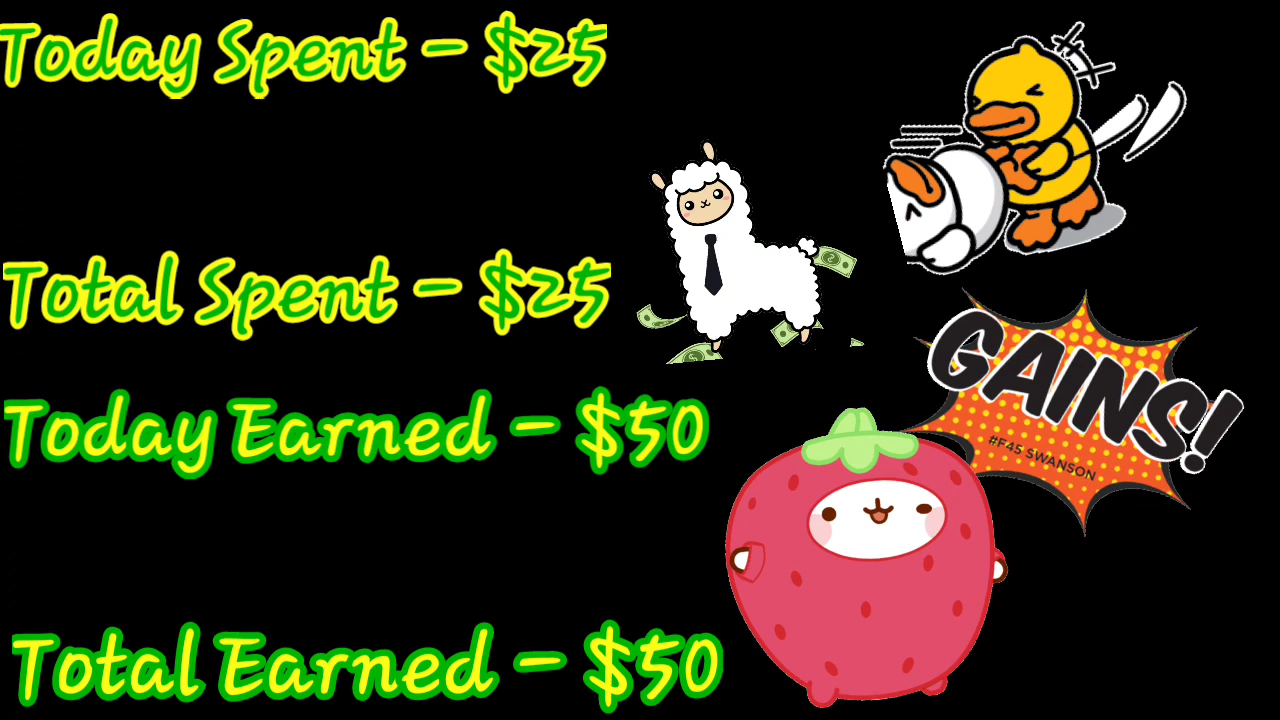 Today Spent - $25
Total Spent - $25
GAINS!
#F45 SWANSON
Today Earned - $50
Total Earned - $50